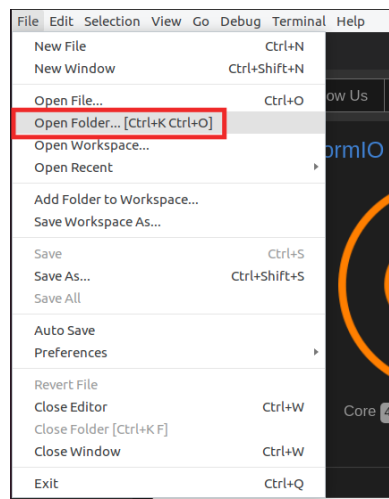 File Edit Selection View Go Debug Terminal Help
New File Ctrl+N
New Window Ctrl+Shift+N
Open File... Ctrl+O
ow Us
Open Folder... [Ctrl+K Ctrl+O]
Open Workspace...
ormIO
Open Recent
Add Folder to Workspace...
Save Workspace As...
Save Ctrl+S
Save As... Ctrl+Shift+S
Save All
Auto Save
Preferences
Revert File
Close Editor Ctrl+W
Core 4
Close Folder [Ctrl+K F]
Close Window Ctrl+W
Exit Ctrl+Q